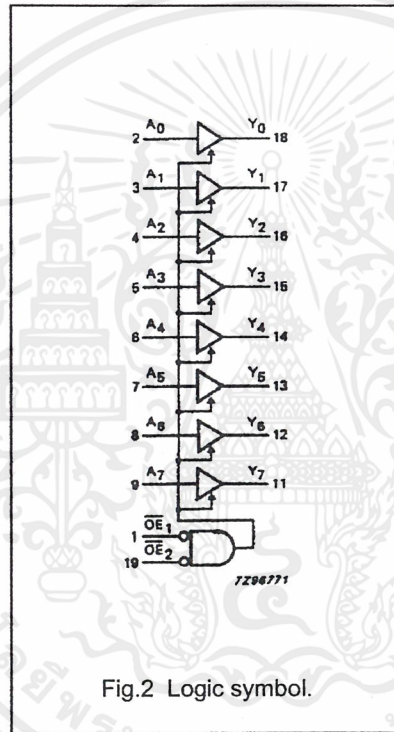 2 A0 Y0 18
3 A1 Y1 17
4 A2 Y2 16
5 A3 Y3 15
6 A4 Y4 14
7 A5 Y5 13
8 A6 Y6 12
9 A7 Y7 11
1 O̅E̅1
19 O̅E̅2
7Z96771
Fig.2 Logic symbol.